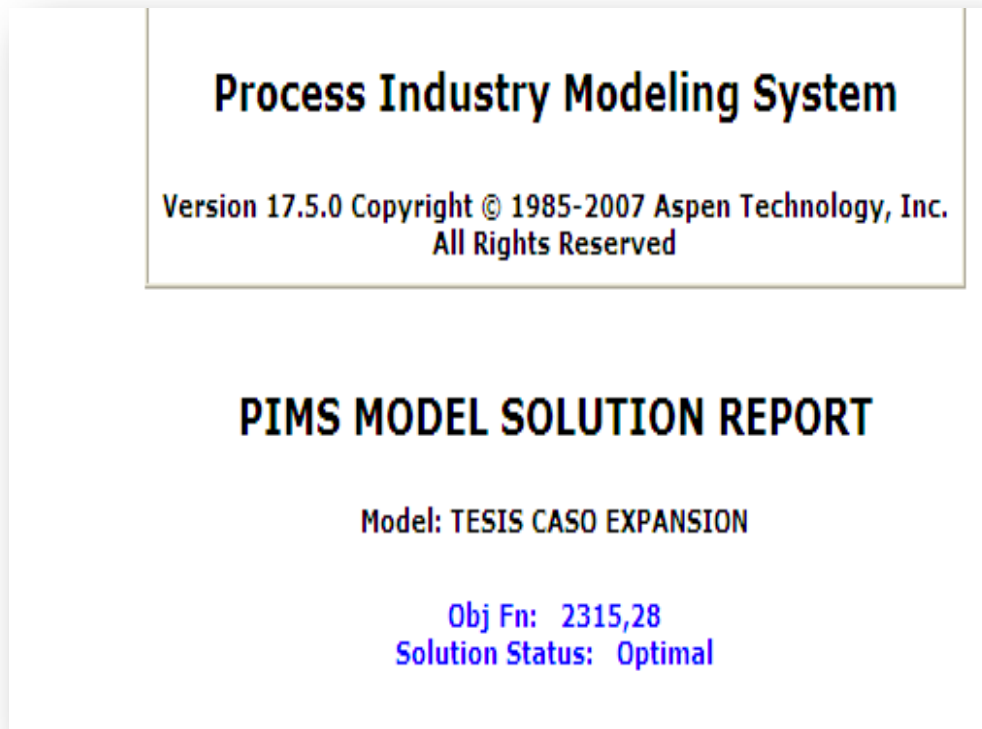 Process Industry Modeling System
Version 17.5.0 Copyright © 1985-2007 Aspen Technology, Inc.
All Rights Reserved
PIMS MODEL SOLUTION REPORT
Model: TESIS CASO EXPANSION
Obj Fn: 2315,28
Solution Status: Optimal